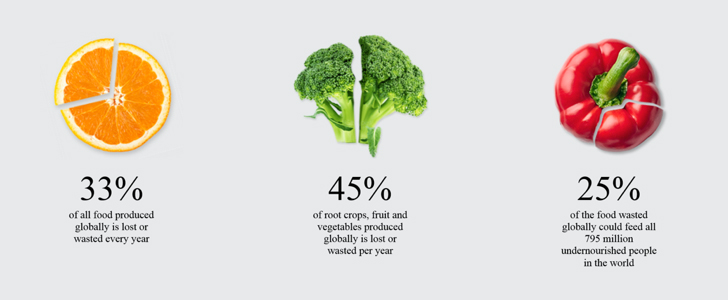 33%
of all food produced
globally is lost or
wasted every year
45%
of root crops, fruit and
vegetables produced
globally is lost or
wasted per year
25%
of the food wasted
globally could feed all
795 million
undernourished people
in the world